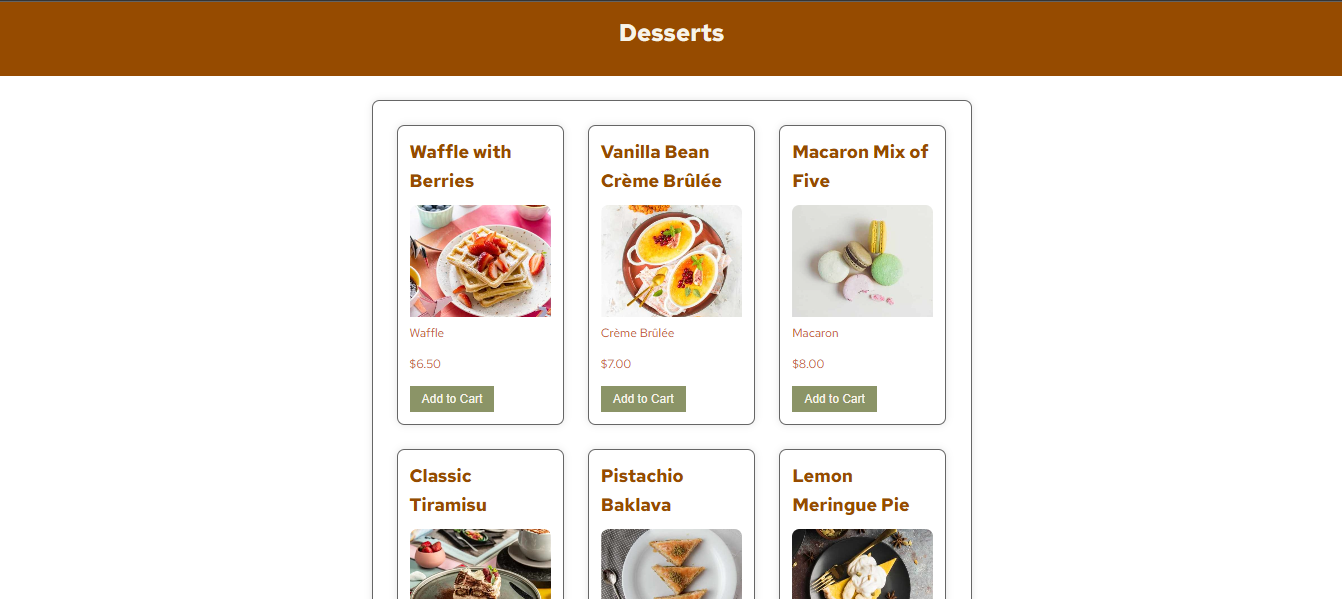 Desserts
Waffle with
Berries
Waffle
$6.50
Add to Cart
Vanilla Bean
Crème Brûlée
Crème Brûlée
$7.00
Add to Cart
Macaron Mix of
Five
Macaron
$8.00
Add to Cart
Classic
Tiramisu
Pistachio
Baklava
Lemon
Meringue Pie